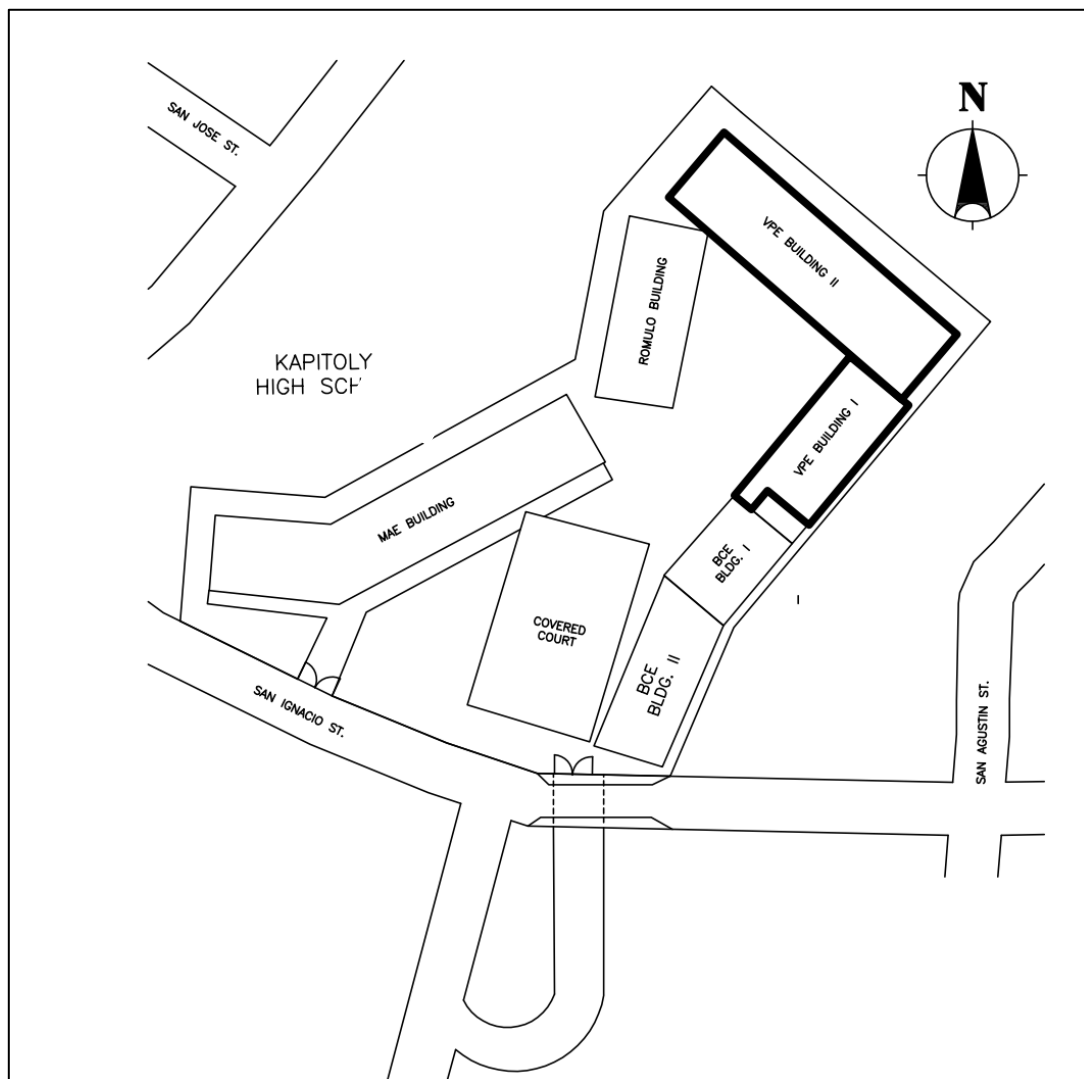 N
SAN JOSE ST.
VPE BUILDING II
ROMULO BUILDING
KAPITOLY
HIGH SCH
VPE BUILDING I
MAE BUILDING
BCE
BLDG. I
COVERED
COURT
BCE
BLDG. II
SAN IGNACIO ST.
SAN AGUSTIN ST.